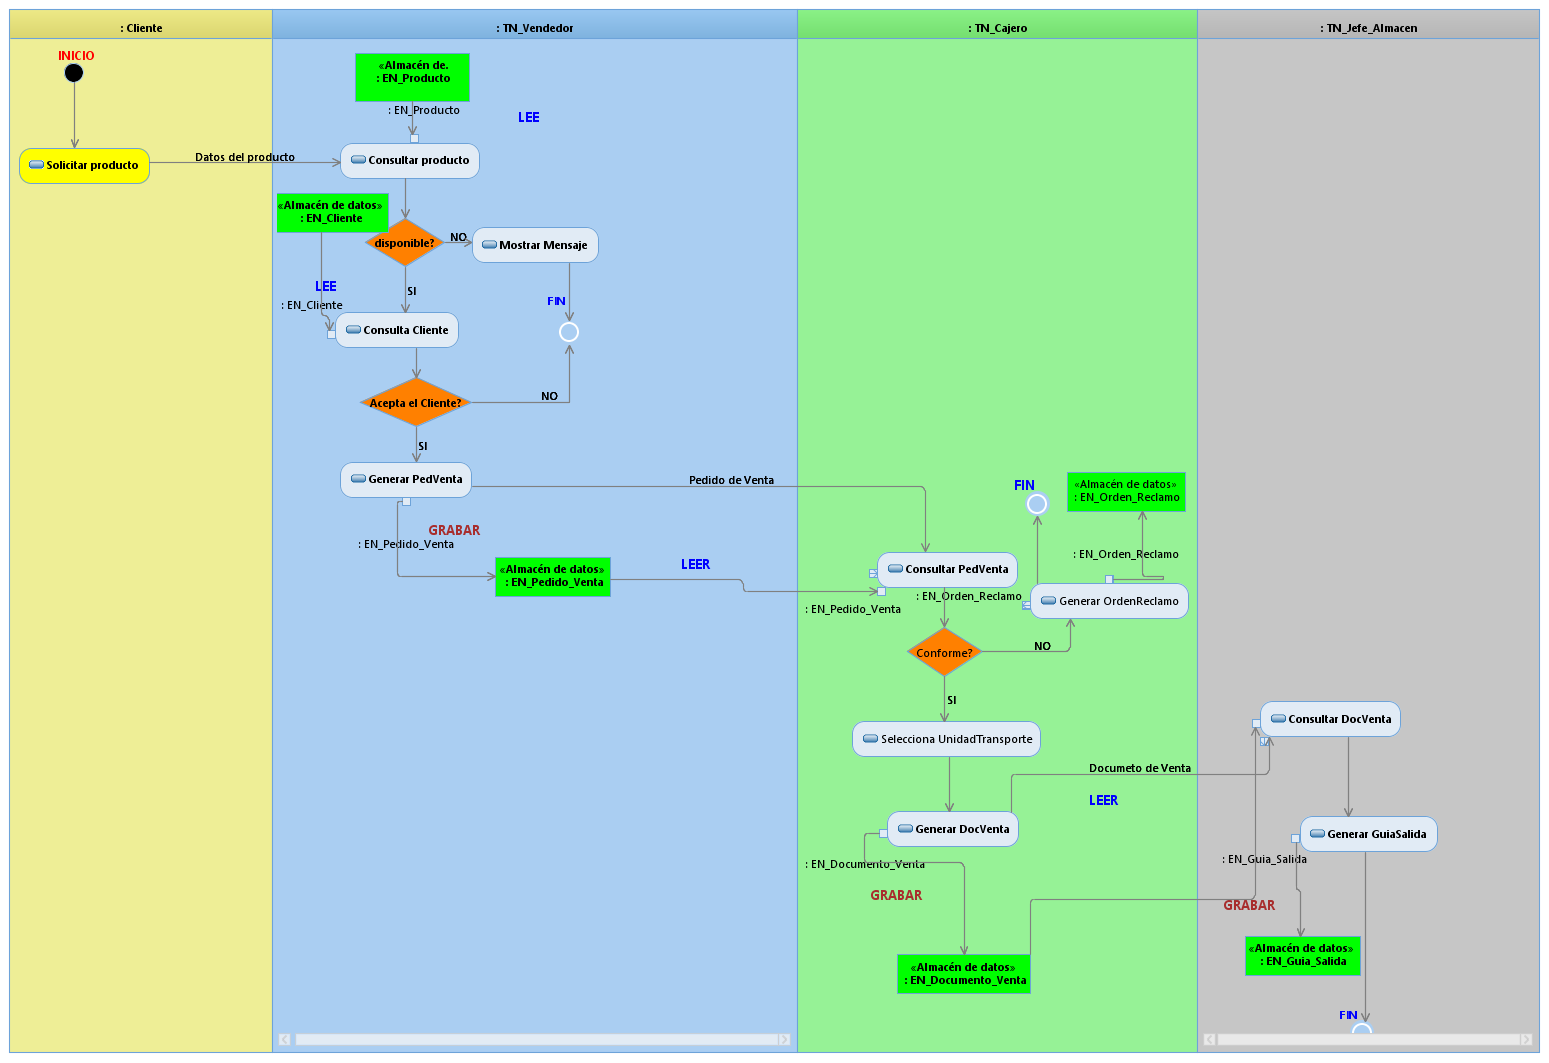 : Cliente
: TN_Vendedor
: TN_Cajero
: TN_Jefe_Almacen
INICIO
«Almacén de.
: EN_Producto
: EN_Producto
LEE
Solicitar producto
Datos del producto
Consultar producto
«Almacén de datos»
: EN_Cliente
disponible?
NO
Mostrar Mensaje
LEE
SI
: EN_Cliente
FIN
Consulta Cliente
Acepta el Cliente?
NO
SI
Generar PedVenta
Pedido de Venta
GRABAR
: EN_Pedido_Venta
«Almacén de datos»
: EN_Pedido_Venta
LEER
FIN
«Almacén de datos»
: EN_Orden_Reclamo
: EN_Orden_Reclamo
Consultar PedVenta
: EN_Orden_Reclamo
: EN_Pedido_Venta
Generar OrdenReclamo
Conforme?
NO
SI
Selecciona UnidadTransporte
Consultar DocVenta
Documeto de Venta
LEER
Generar DocVenta
: EN_Documento_Venta
GRABAR
«Almacén de datos»
: EN_Documento_Venta
Generar GuiaSalida
: EN_Guia_Salida
GRABAR
«Almacén de datos»
: EN_Guia_Salida
FIN